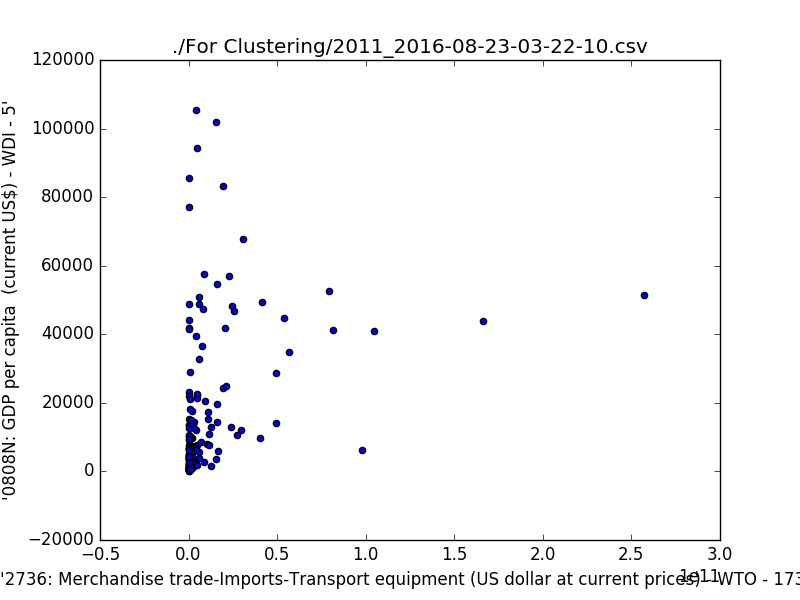 ./For Clustering/2011_2016-08-23-03-22-10.csv
120000
100000
80000
60000
40000
20000
0
−20000
'0808N: GDP per capita  (current US$) - WDI - 5'
−0.5 0.0 0.5 1.0 1.5 2.0 2.5 3.0
1e11
'2736: Merchandise trade-Imports-Transport equipment (US dollar at current prices) - WTO - 173